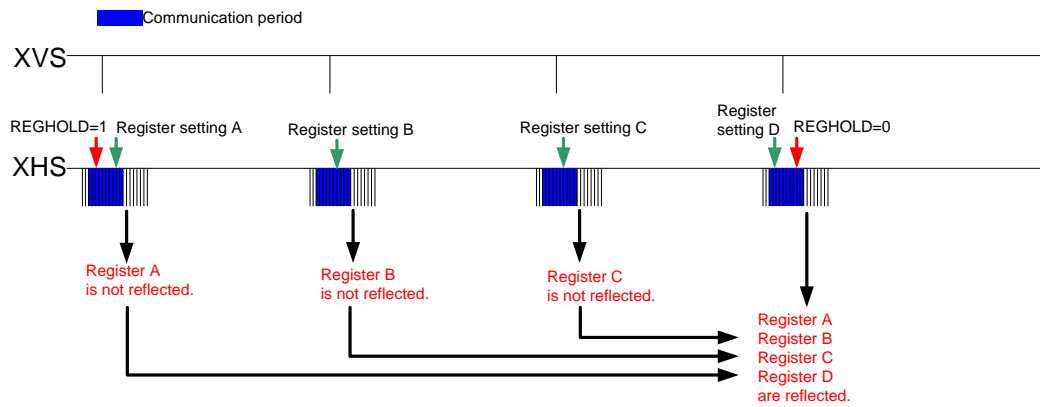 Communication period
XVS
REGHOLD=1
Register setting A
Register setting B
Register setting C
Register
setting D
REGHOLD=0
XHS
Register A
is not reflected.
Register B
is not reflected.
Register C
is not reflected.
Register A
Register B
Register C
Register D
are reflected.